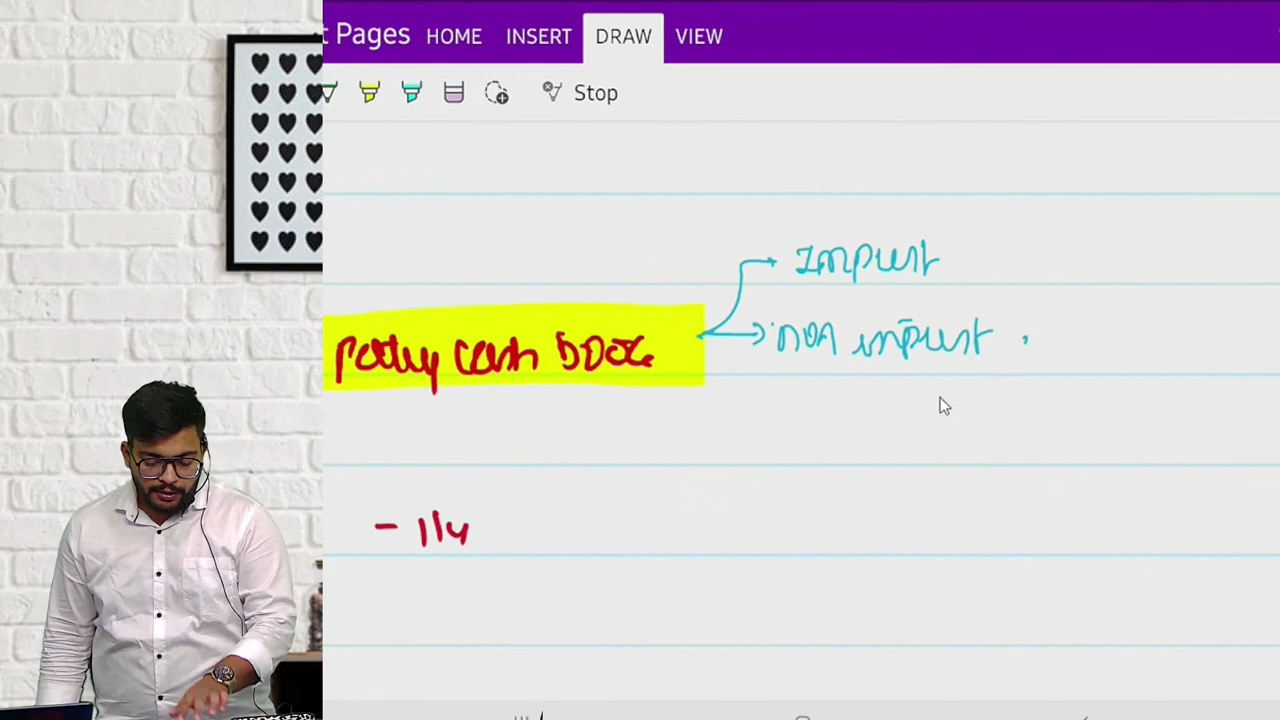 t Pages HOME INSERT DRAW VIEW
Stop
Imprest
Petty cash book
non imprest
- 1/4